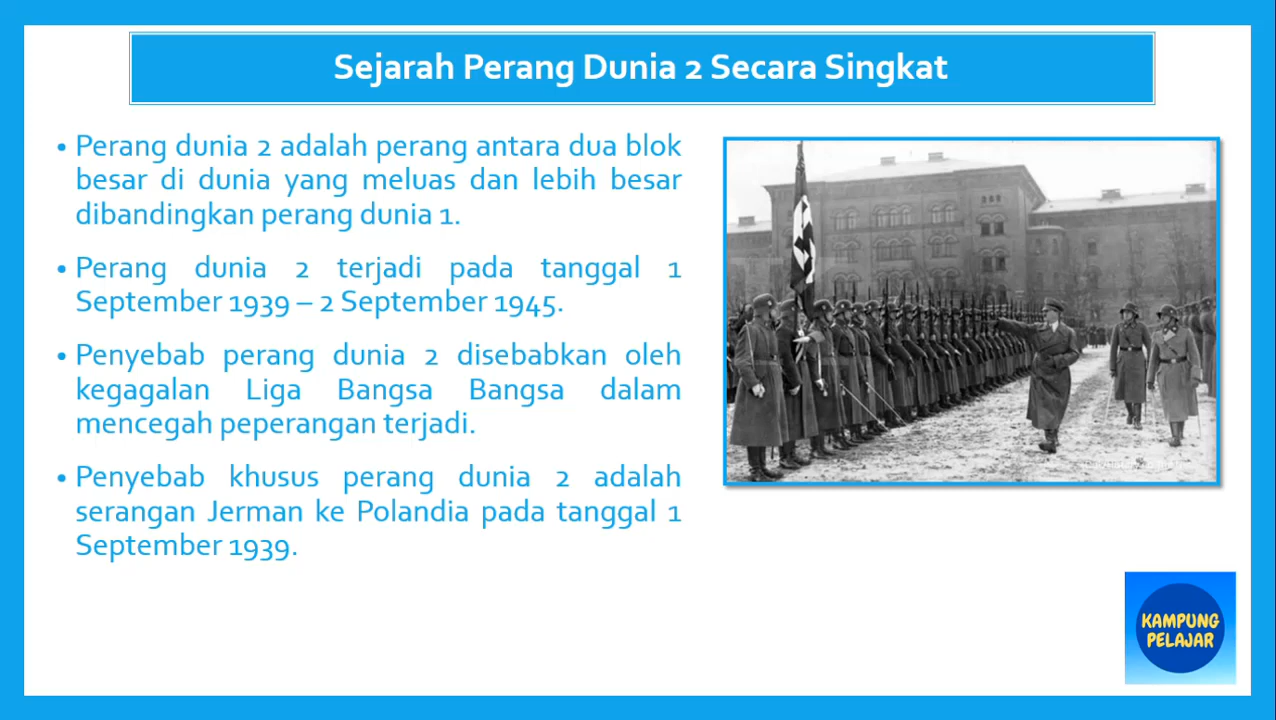 Sejarah Perang Dunia 2 Secara Singkat
• Perang dunia 2 adalah perang antara dua blok
besar di dunia yang meluas dan lebih besar
dibandingkan perang dunia 1.
• Perang dunia 2 terjadi pada tanggal 1
September 1939 – 2 September 1945.
• Penyebab perang dunia 2 disebabkan oleh
kegagalan Liga Bangsa Bangsa dalam
mencegah peperangan terjadi.
• Penyebab khusus perang dunia 2 adalah
serangan Jerman ke Polandia pada tanggal 1
September 1939.
KAMPUNG
PELAJAR